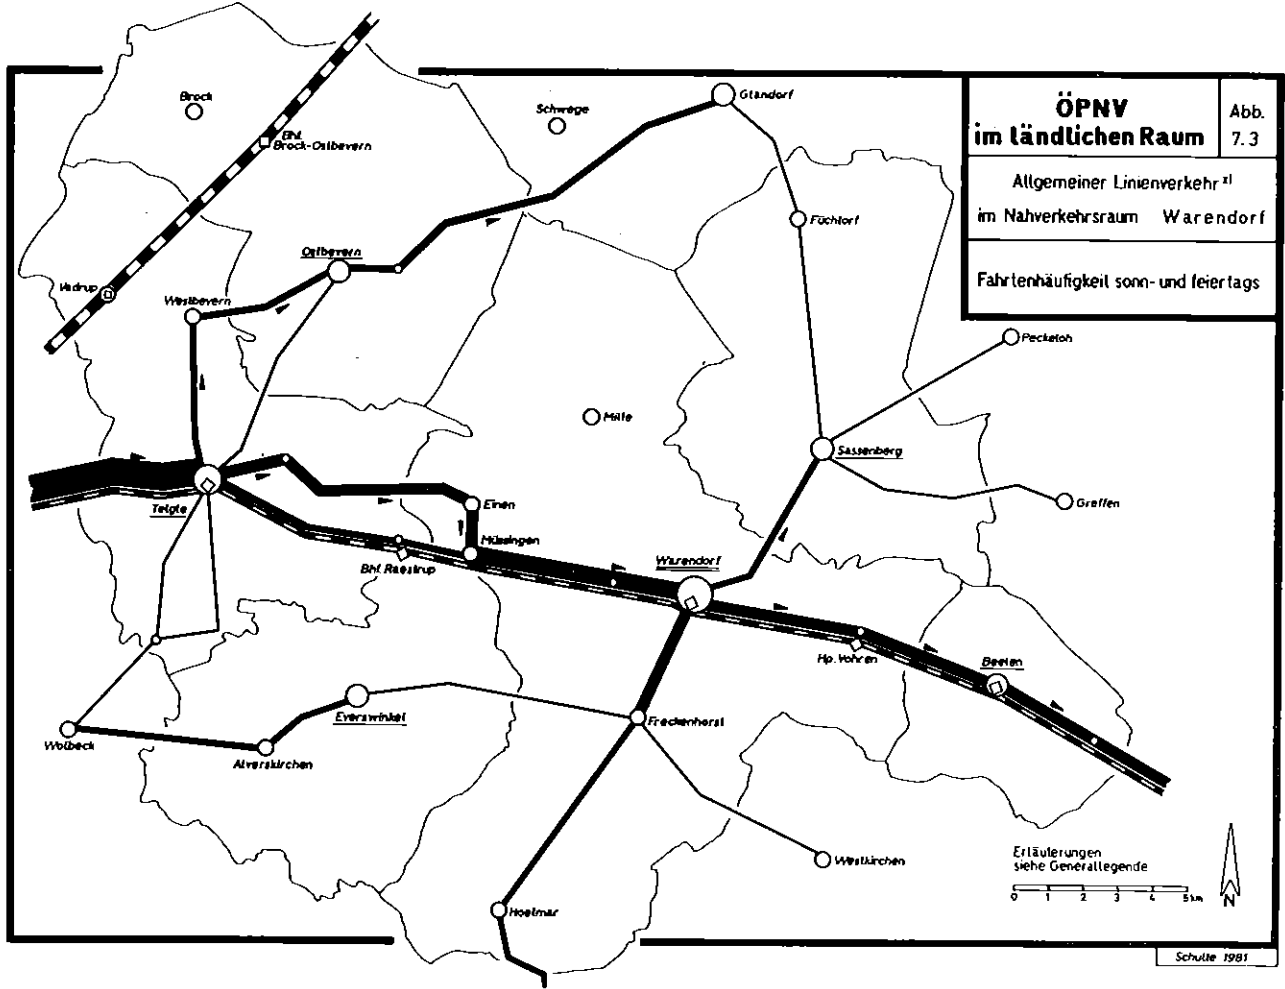 ÖPNV
im ländlichen Raum
Abb.
7.3
Allgemeiner Linienverkehr x)
im Nahverkehrsraum Warendorf
Fahrtenhäufigkeit sonn- und feiertags
Brock
Bhf.
Brock-Ostbevern
Schwege
Glandorf
Füchtorf
Ostbevern
Vadrup
Westbevern
Peckeloh
Milte
Sassenberg
Greffen
Telgte
Einen
Müssingen
Bhf. Raestrup
Warendorf
Hp. Vohren
Beelen
Everswinkel
Freckenhorst
Wolbeck
Alverskirchen
Westkirchen
Hoetmar
Erläuterungen
siehe Generallegende
0 1 2 3 4 5 km
N
Schulte 1981